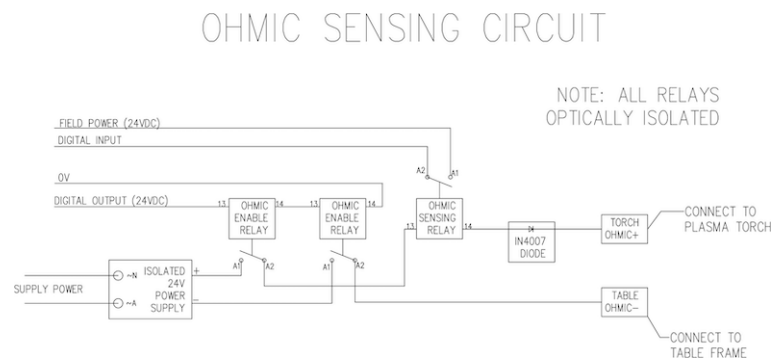 OHMIC SENSING CIRCUIT
NOTE: ALL RELAYS
OPTICALLY ISOLATED
FIELD POWER (24VDC)
DIGITAL INPUT
A2
A1
0V
DIGITAL OUTPUT (24VDC)
13
OHMIC
ENABLE
RELAY
14
13
OHMIC
ENABLE
RELAY
14
13
OHMIC
SENSING
RELAY
14
IN4007
DIODE
TORCH
OHMIC+
CONNECT TO
PLASMA TORCH
A1
A2
A1
A2
SUPPLY POWER
~N
~A
ISOLATED
24V
POWER
SUPPLY
+
-
TABLE
OHMIC-
CONNECT TO
TABLE FRAME